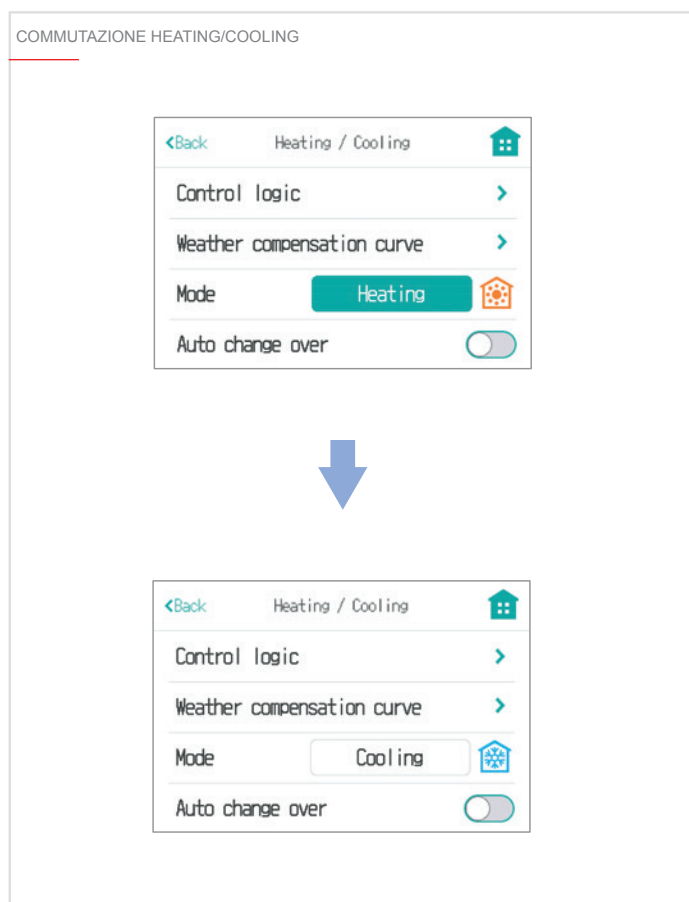 COMMUTAZIONE HEATING/COOLING
Back Heating / Cooling
Control logic
Weather compensation curve
Mode Heating
Auto change over
Back Heating / Cooling
Control logic
Weather compensation curve
Mode Cooling
Auto change over